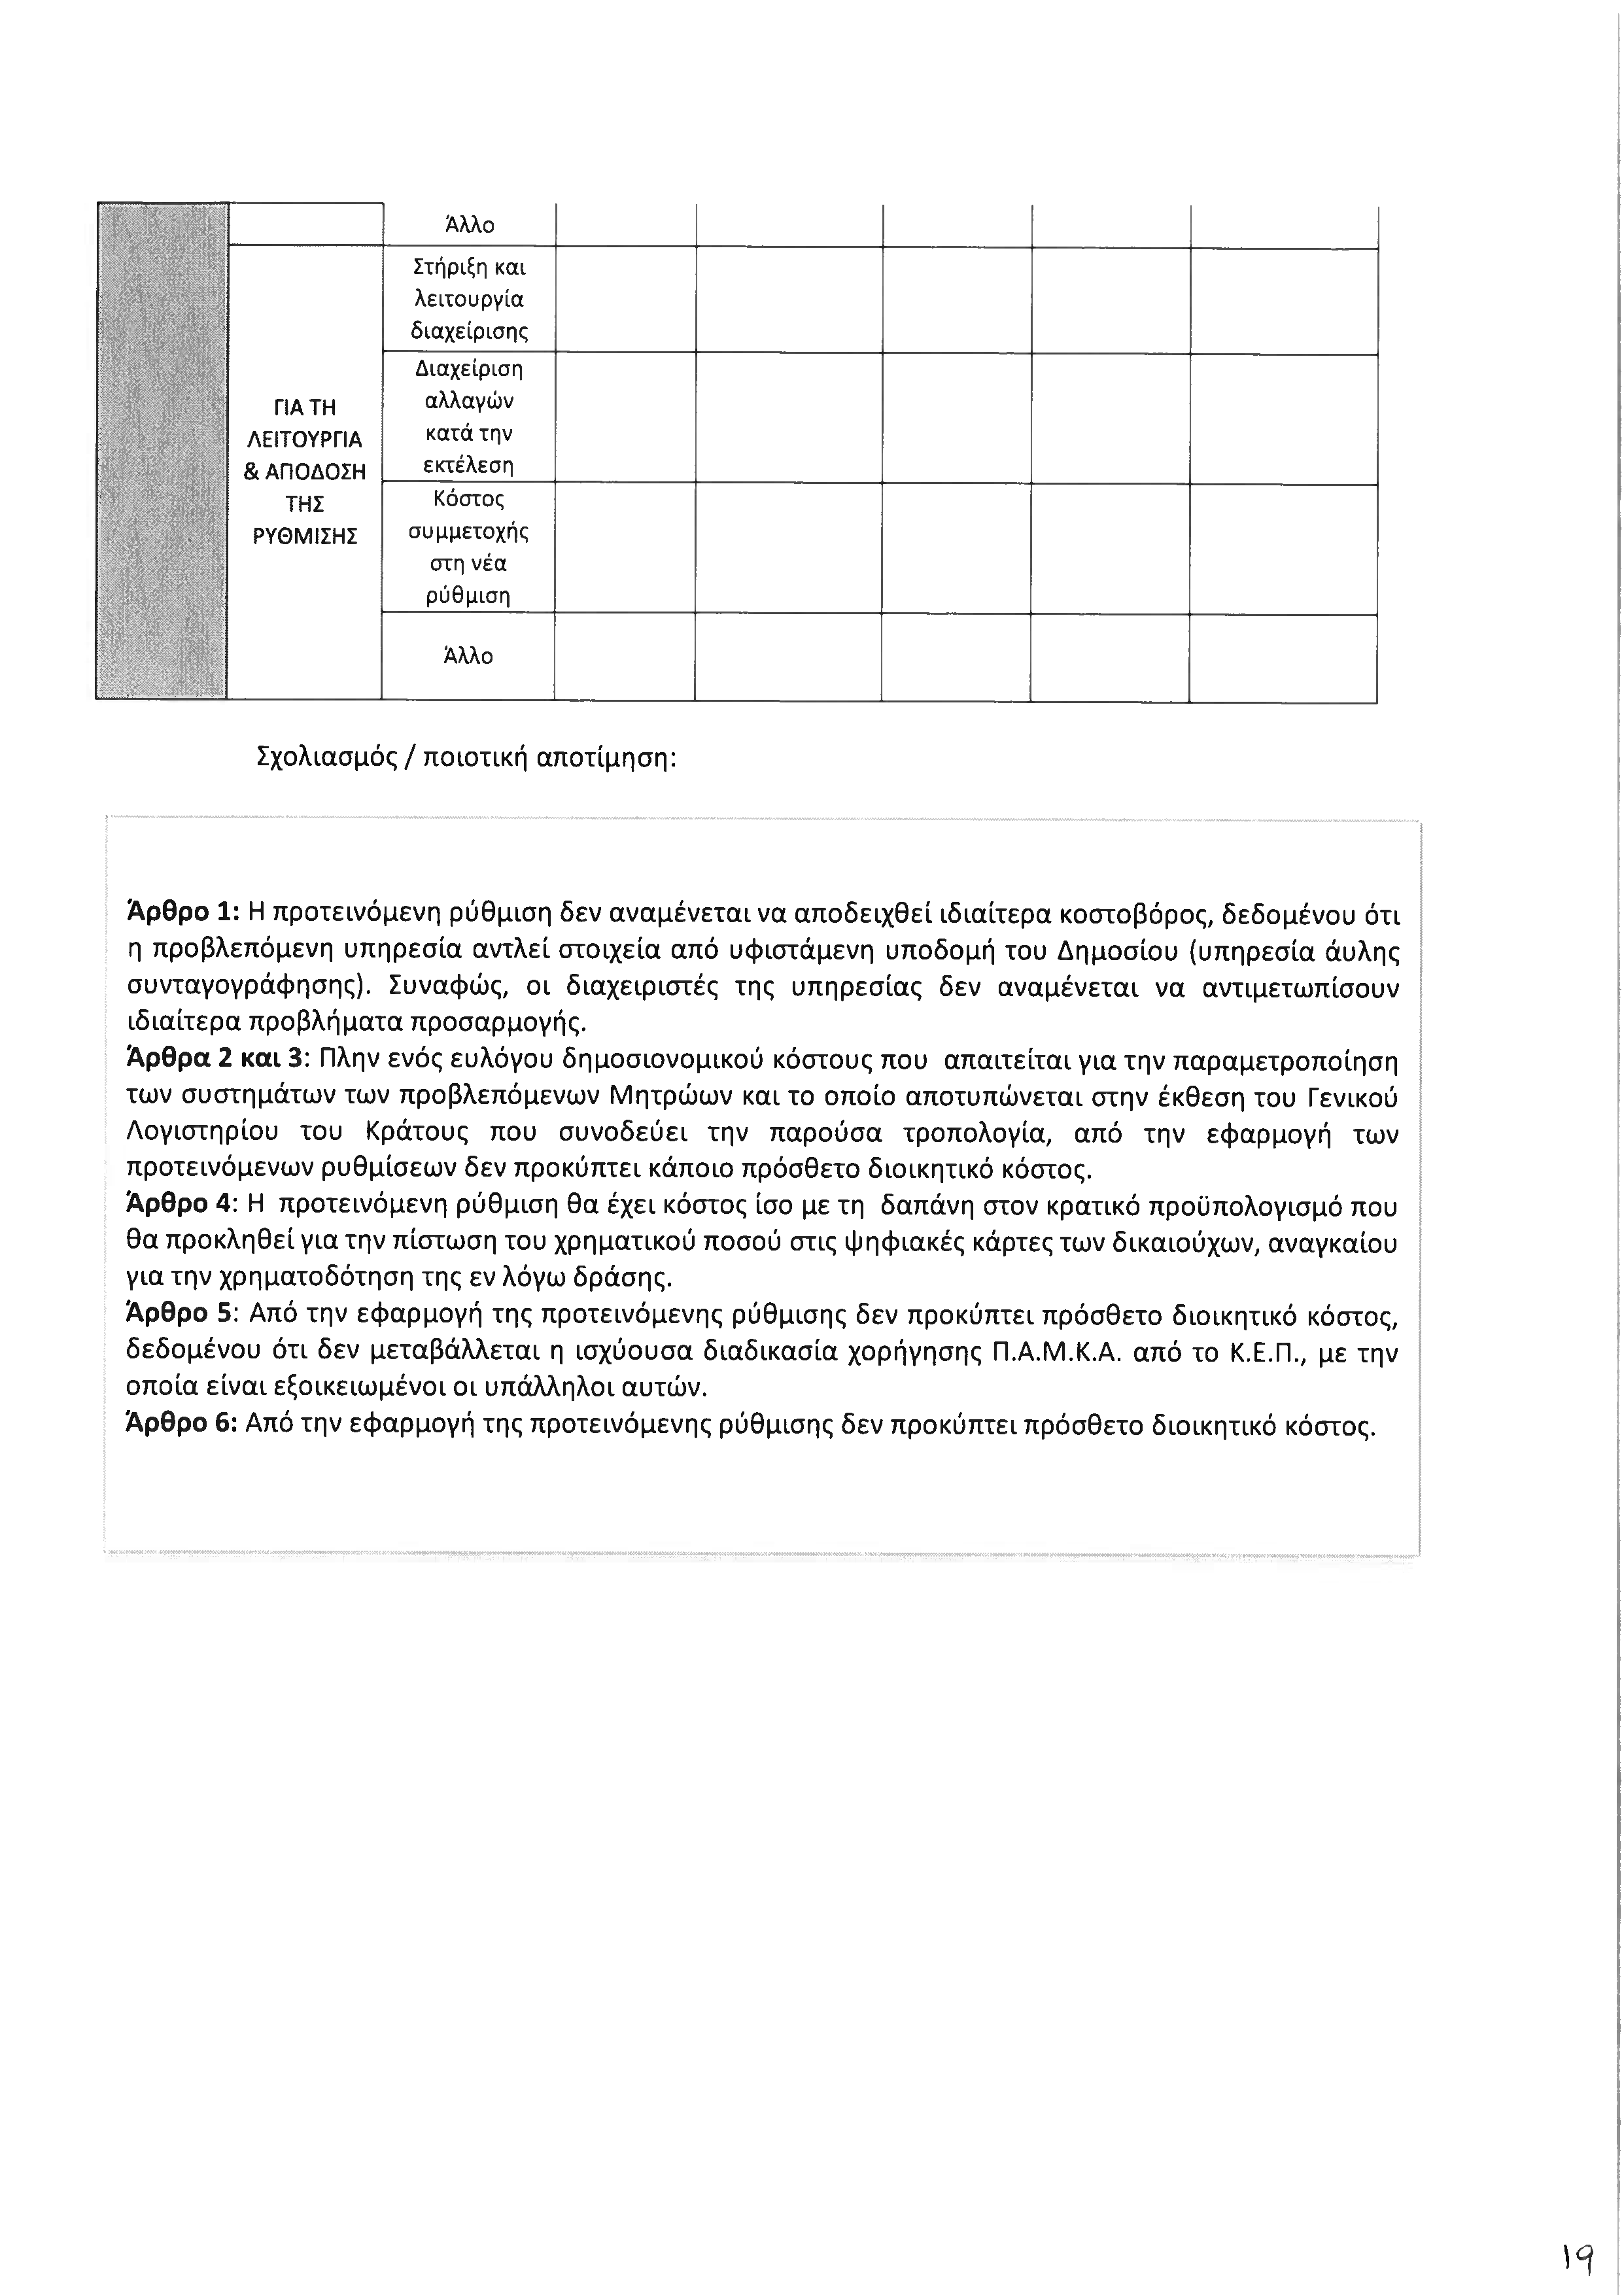 Άλλο
Στήριξη και
λειτουργία
διαχείρισης
Διαχείριση
αλλαγών
κατά την
εκτέλεση
ΓΙΑ ΤΗ
ΛΕΙΤΟΥΡΓΙΑ
& ΑΠΟΔΟΣΗ
ΤΗΣ
ΡΥΘΜΙΣΗΣ
Κόστος
συμμετοχής
στη νέα
ρύθμιση
Άλλο
Σχολιασμός / ποιοτική αποτίμηση:
Άρθρο 1: Η προτεινόμενη ρύθμιση δεν αναμένεται να αποδειχθεί ιδιαίτερα κοστοβόρος, δεδομένου ότι
η προβλεπόμενη υπηρεσία αντλεί στοιχεία από υφιστάμενη υποδομή του Δημοσίου (υπηρεσία άυλης
συνταγογράφησης). Συναφώς, οι διαχειριστές της υπηρεσίας δεν αναμένεται να αντιμετωπίσουν
ιδιαίτερα προβλήματα προσαρμογής.
Άρθρα 2 και 3: Πλην ενός ευλόγου δημοσιονομικού κόστους που απαιτείται για την παραμετροποίηση
των συστημάτων των προβλεπόμενων Μητρώων και το οποίο αποτυπώνεται στην έκθεση του Γενικού
Λογιστηρίου του Κράτους που συνοδεύει την παρούσα τροπολογία, από την εφαρμογή των
προτεινόμενων ρυθμίσεων δεν προκύπτει κάποιο πρόσθετο διοικητικό κόστος.
Άρθρο 4: Η προτεινόμενη ρύθμιση θα έχει κόστος ίσο με τη δαπάνη στον κρατικό προϋπολογισμό που
θα προκληθεί για την πίστωση του χρηματικού ποσού στις ψηφιακές κάρτες των δικαιούχων, αναγκαίου
για την χρηματοδότηση της εν λόγω δράσης.
Άρθρο 5: Από την εφαρμογή της προτεινόμενης ρύθμισης δεν προκύπτει πρόσθετο διοικητικό κόστος,
δεδομένου ότι δεν μεταβάλλεται η ισχύουσα διαδικασία χορήγησης Π.Α.Μ.Κ.Α. από το Κ.Ε.Π., με την
οποία είναι εξοικειωμένοι οι υπάλληλοι αυτών.
Άρθρο 6: Από την εφαρμογή της προτεινόμενης ρύθμισης δεν προκύπτει πρόσθετο διοικητικό κόστος.
19